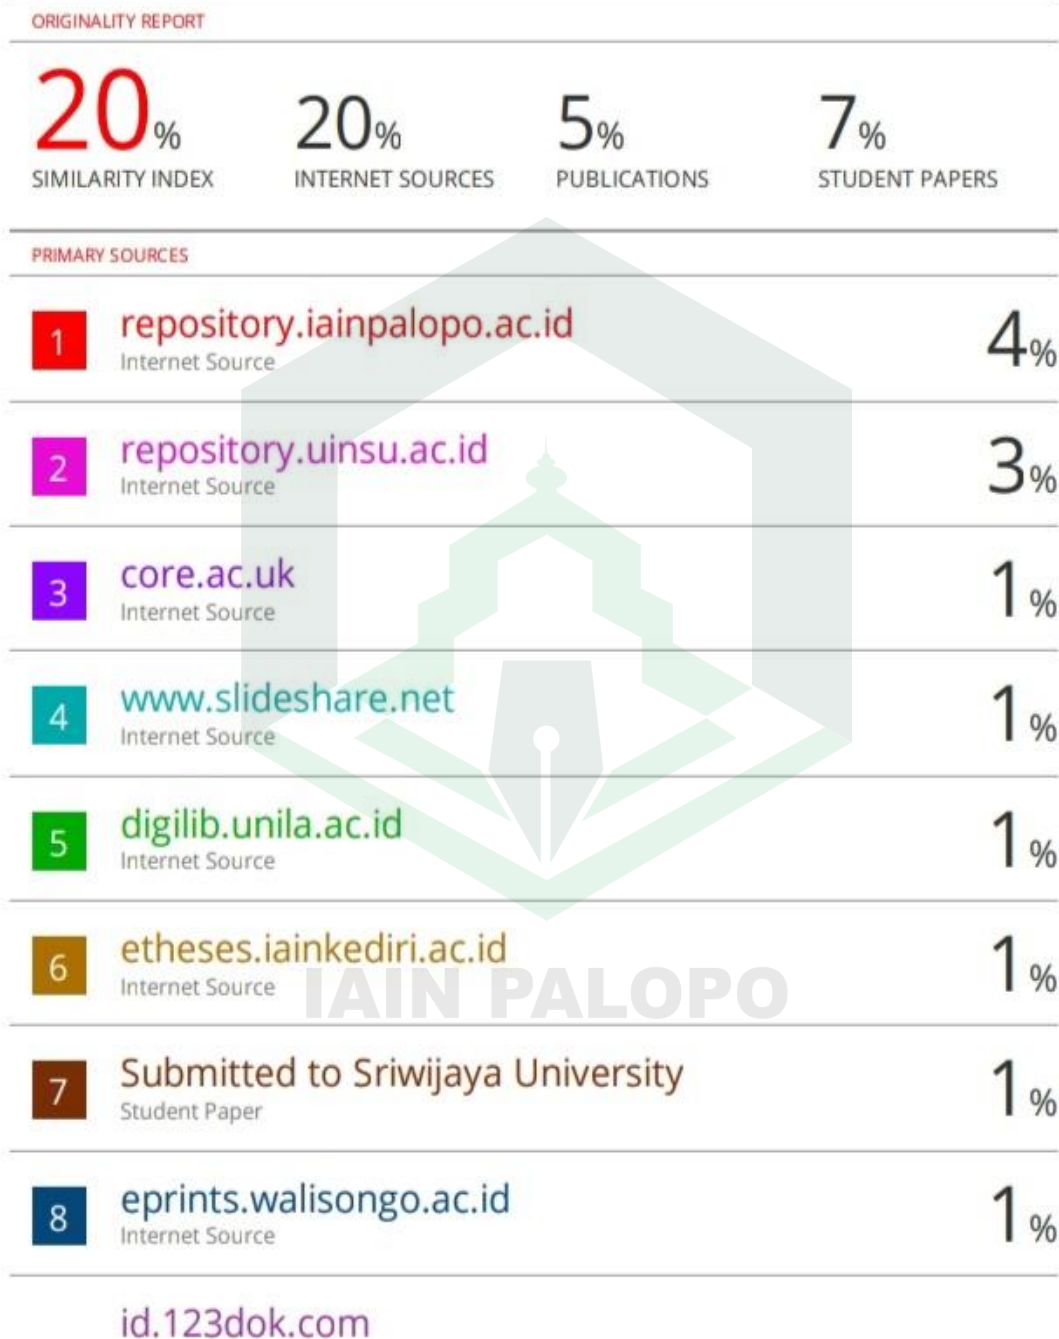 ORIGINALITY REPORT
20% 20% 5% 7%
SIMILARITY INDEX INTERNET SOURCES PUBLICATIONS STUDENT PAPERS
PRIMARY SOURCES
1 repository.iainpalopo.ac.id 4%
Internet Source
2 repository.uinsu.ac.id 3%
Internet Source
3 core.ac.uk 1%
Internet Source
4 www.slideshare.net 1%
Internet Source
5 digilib.unila.ac.id 1%
Internet Source
6 etheses.iainkediri.ac.id 1%
Internet Source
IAIN PALOPO
7 Submitted to Sriwijaya University 1%
Student Paper
8 eprints.walisongo.ac.id 1%
Internet Source
id.123dok.com